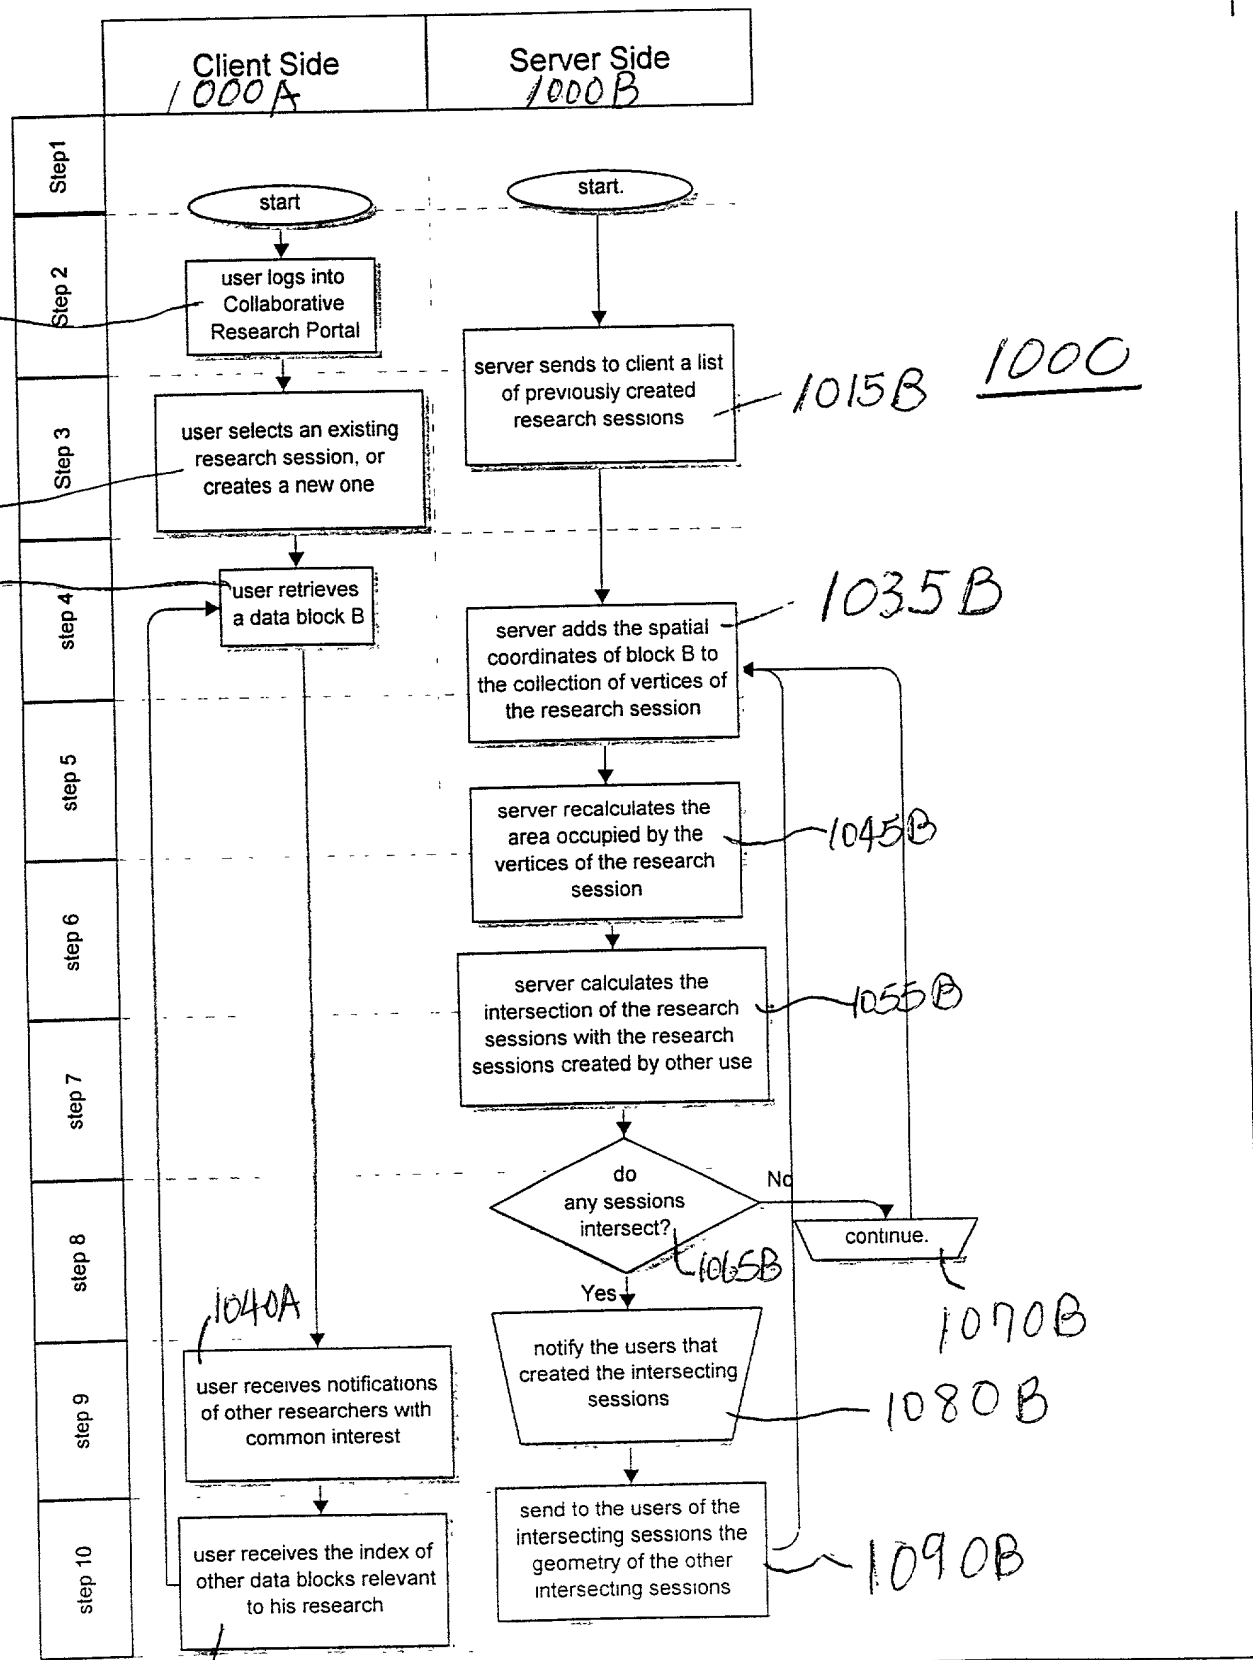 Client Side
1000A
Server Side
1000B
Step1
Step 2
Step 3
step 4
step 5
step 6
step 7
step 8
step 9
step 10
start
user logs into
Collaborative
Research Portal
user selects an existing
research session, or
creates a new one
user retrieves
a data block B
1040A
user receives notifications
of other researchers with
common interest
user receives the index of
other data blocks relevant
to his research
start.
server sends to client a list
of previously created
research sessions
1015B
1000
server adds the spatial
coordinates of block B to
the collection of vertices of
the research session
1035B
server recalculates the
area occupied by the
vertices of the research
session
1045B
server calculates the
intersection of the research
sessions with the research
sessions created by other use
1055B
do
any sessions
intersect?
1065B
No
continue.
1070B
Yes
notify the users that
created the intersecting
sessions
1080B
send to the users of the
intersecting sessions the
geometry of the other
intersecting sessions
1090B